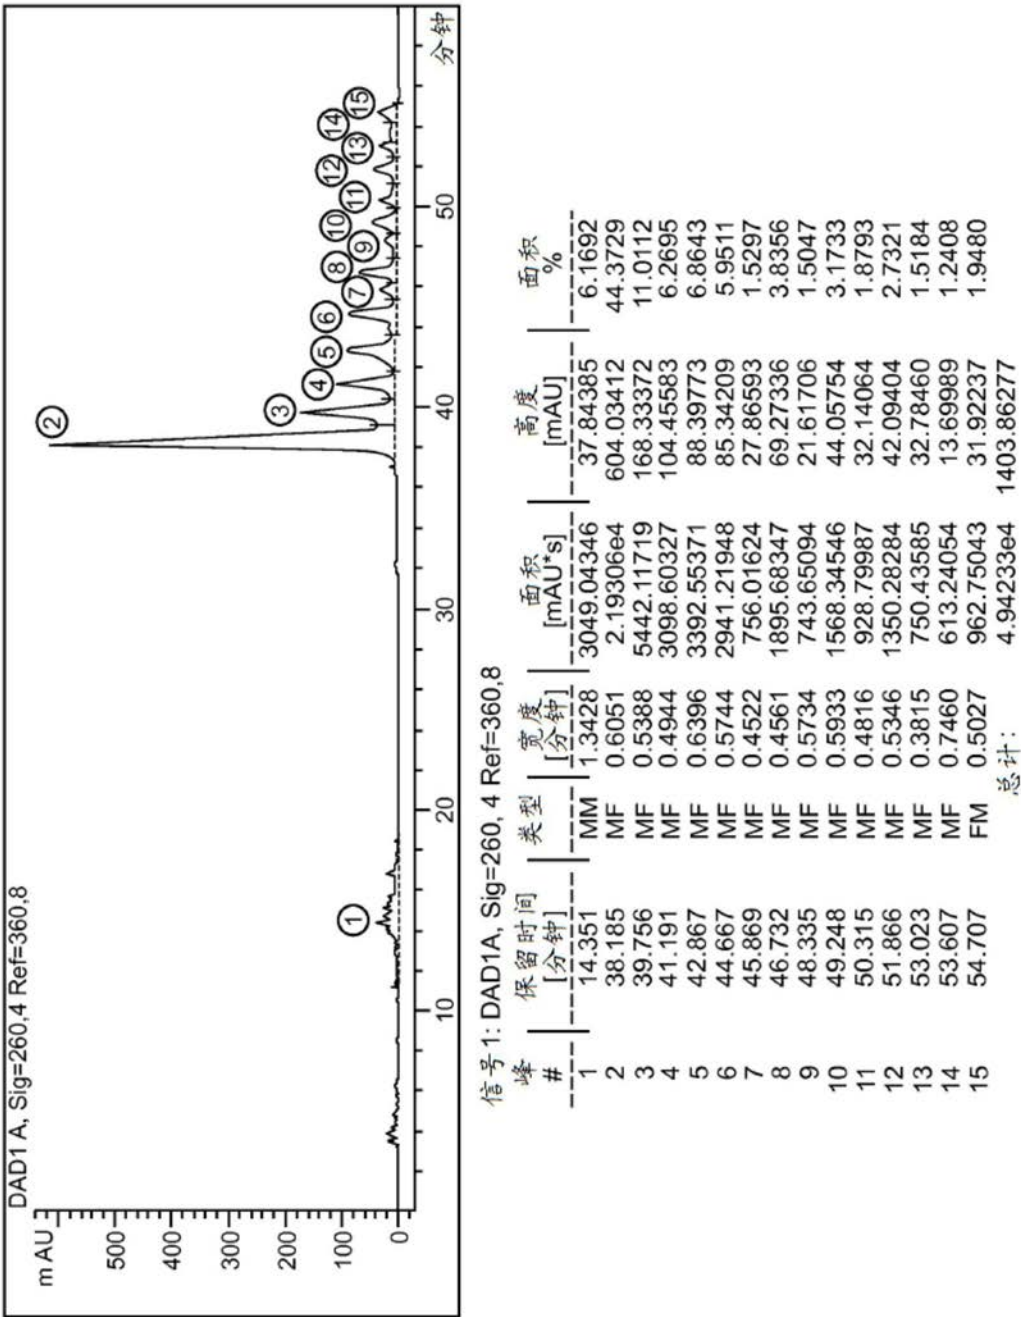 DAD1 A, Sig=260,4 Ref=360,8
mAU
500
400
300
200
100
0
① ② ③ ④ ⑤ ⑥ ⑦ ⑧ ⑨ ⑩ ⑪ ⑫ ⑬ ⑭ ⑮
10 20 30 40 50 分钟
信号1: DAD1A, Sig=260, 4 Ref=360,8
峰 保留时间 类型 宽度 面积 高度 面积
# [分钟] [分钟] [mAU*s] [mAU] %
1 14.351 MM 1.3428 3049.04346 37.84385 6.1692
2 38.185 MF 0.6051 2.19306e4 604.03412 44.3729
3 39.756 MF 0.5388 5442.11719 168.33372 11.0112
4 41.191 MF 0.4944 3098.60327 104.45583 6.2695
5 42.867 MF 0.6396 3392.55371 88.39773 6.8643
6 44.667 MF 0.5744 2941.21948 85.34209 5.9511
7 45.869 MF 0.4522 756.01624 27.86593 1.5297
8 46.732 MF 0.4561 1895.68347 69.27336 3.8356
9 48.335 MF 0.5734 743.65094 21.61706 1.5047
10 49.248 MF 0.5933 1568.34546 44.05754 3.1733
11 50.315 MF 0.4816 928.79987 32.14064 1.8793
12 51.866 MF 0.5346 1350.28284 42.09404 2.7321
13 53.023 MF 0.3815 750.43585 32.78460 1.5184
14 53.607 MF 0.7460 613.24054 13.69989 1.2408
15 54.707 FM 0.5027 962.75043 31.92237 1.9480
总计: 4.94233e4 1403.86277